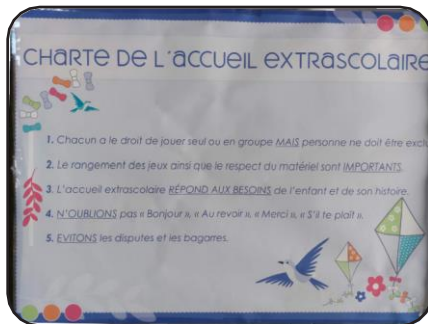 CHARTE DE L'ACCUEIL EXTRASCOLAIRE
1. Chacun a le droit de jouer seul ou en groupe MAIS personne ne doit être
2. Le rangement des jeux ainsi que le respect du matériel sont IMPORTANTS.
3. L'accueil extrascolaire RÉPOND AUX BESOINS de l'enfant et de son histoire.
4. N'OUBLIONS pas « Bonjour », « Au revoir », « Merci », « S'il te plaît ».
5. EVITONS les disputes et les bagarres.